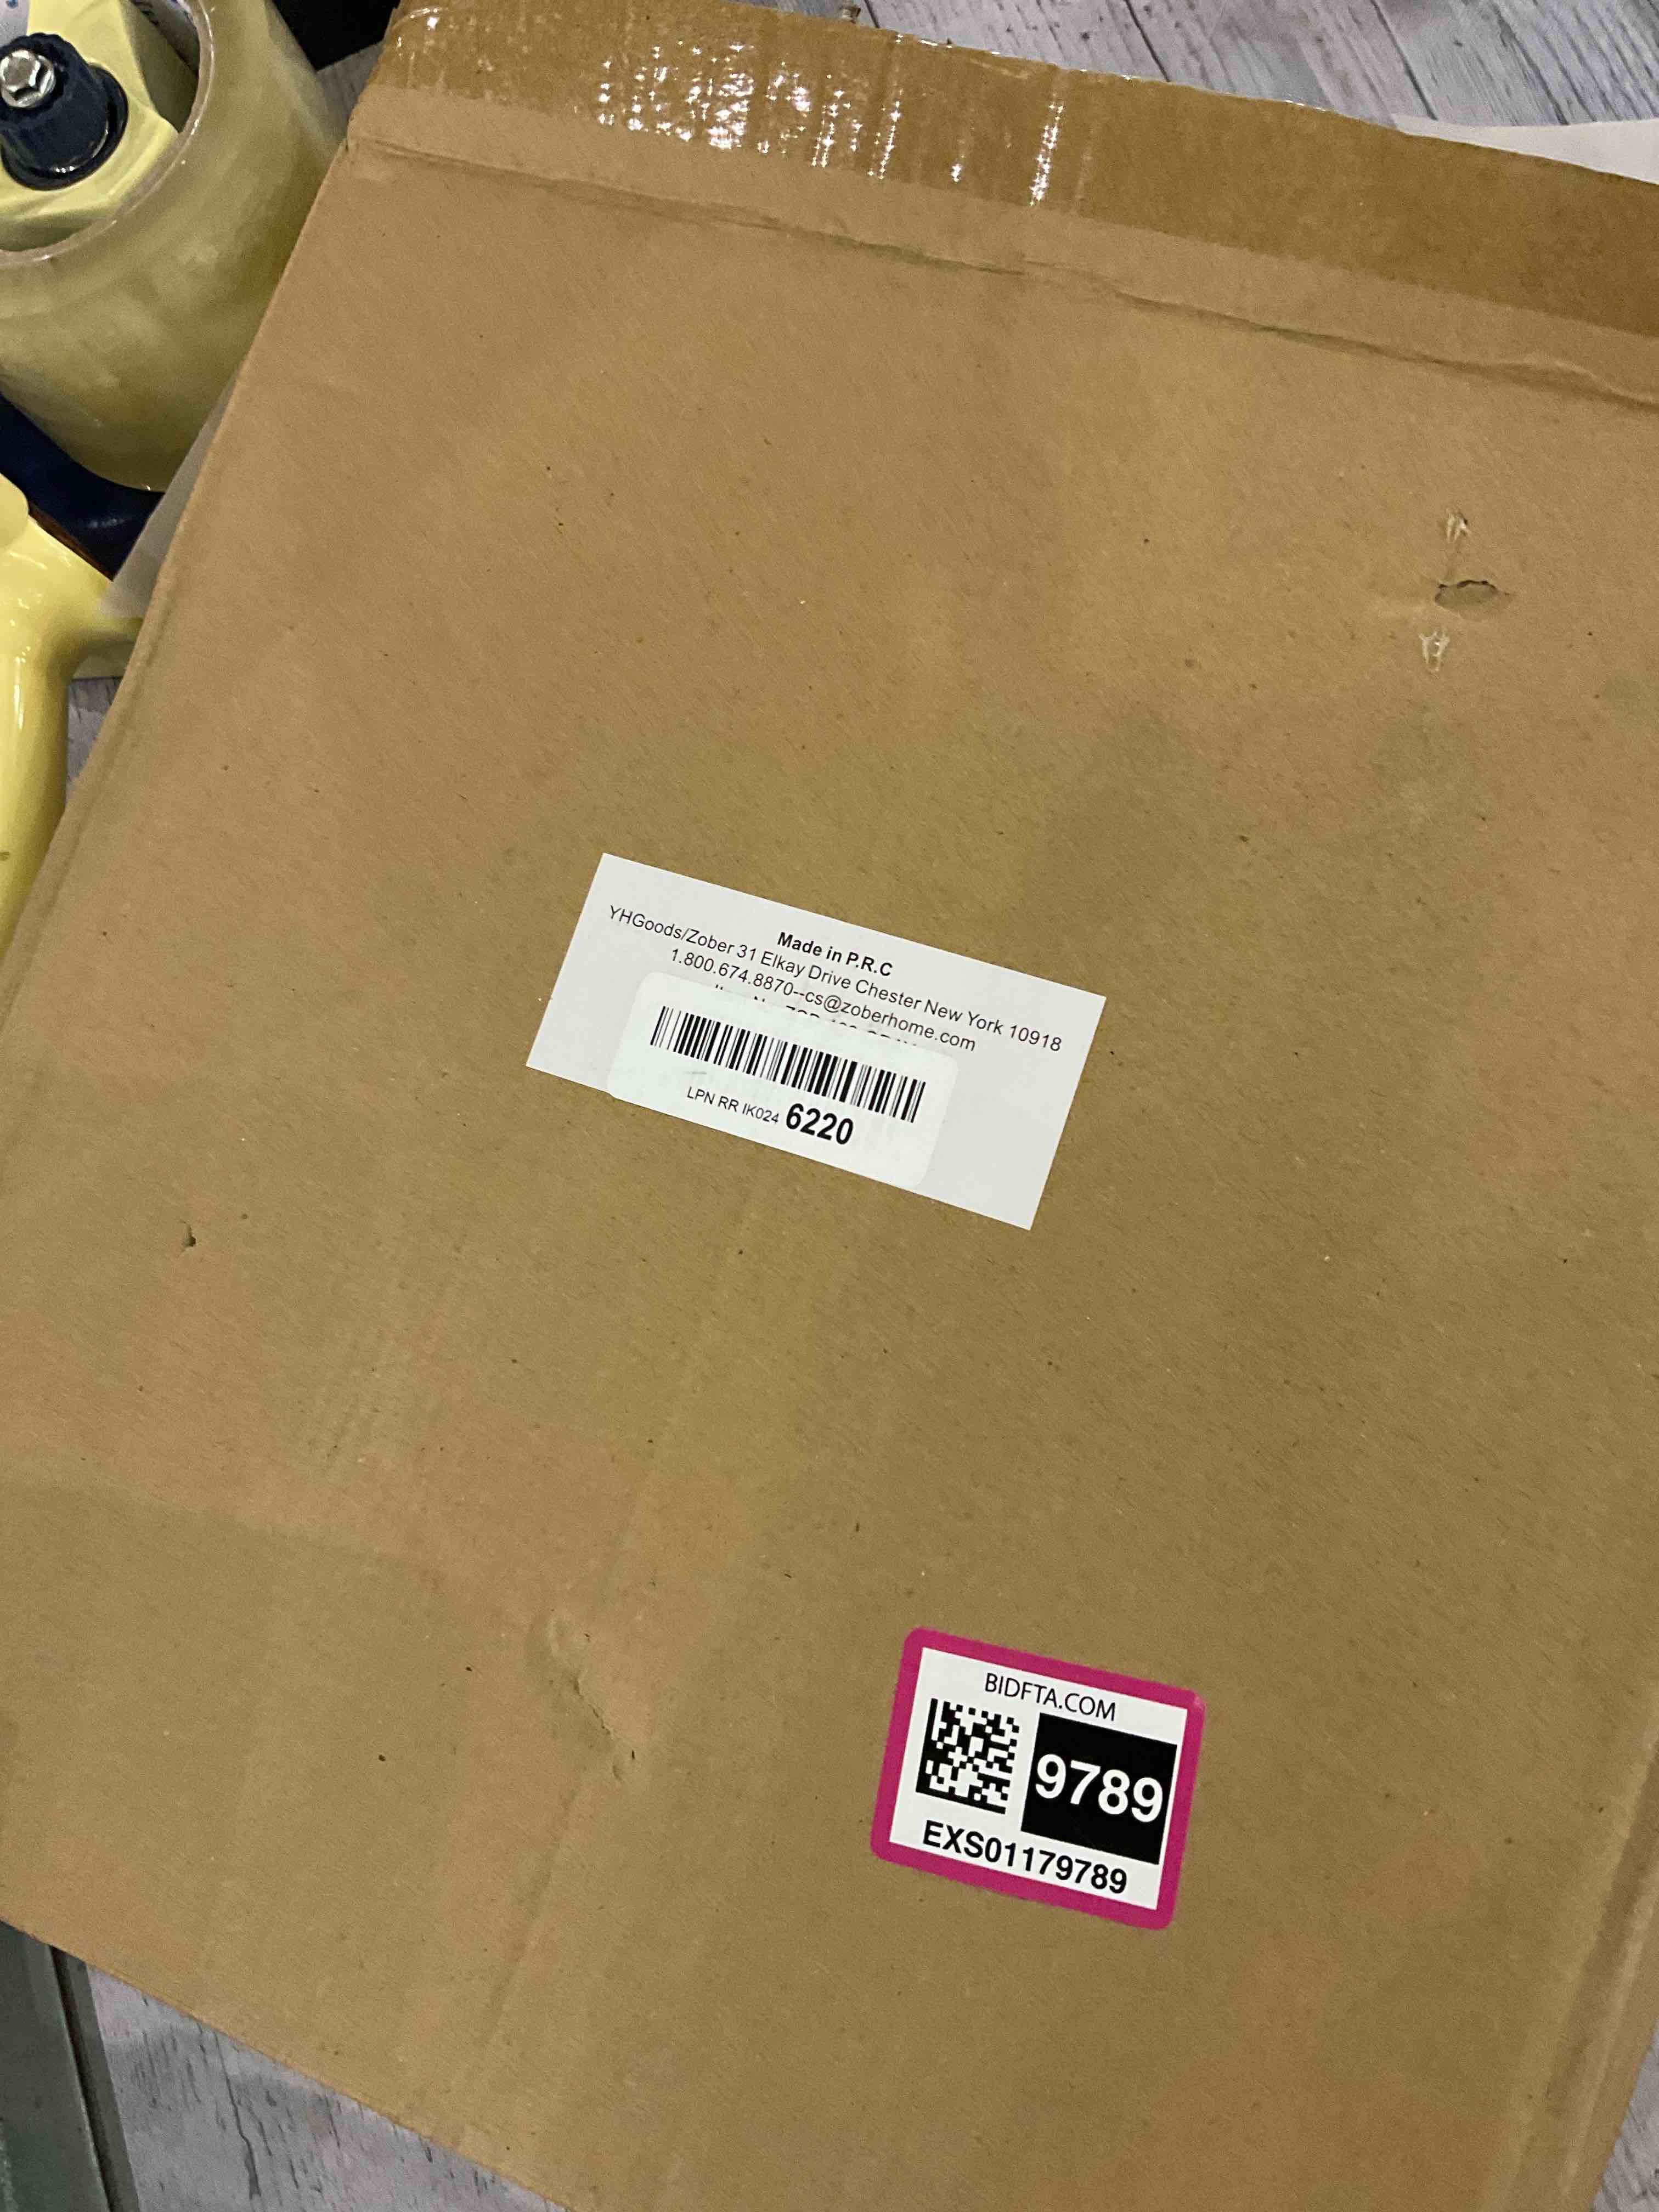 Made in P.R.C
YHGoods/Zober 31 Elkay Drive Chester New York 10918
1.800.674.8870--cs@zoberhome.com
LPN RR IK024 6220
BIDFTA.COM
9789
EXS01179789